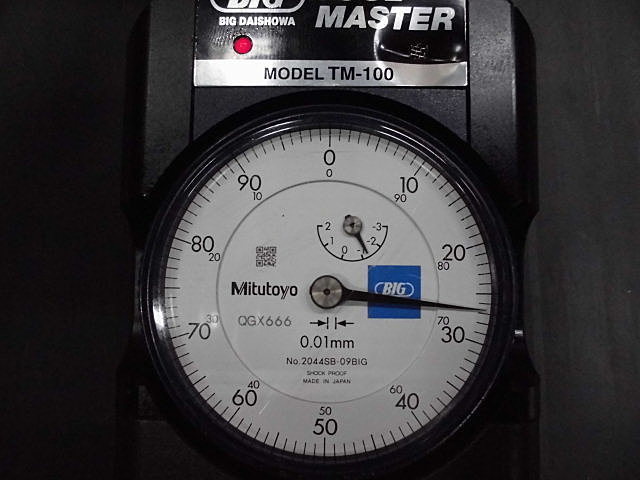 BIG
BIG DAISHOWA
MASTER
MODEL TM-100
0
0
90
10
10
90
80
20
20
80
2
1
0
-1
-2
-3
Mitutoyo
BIG
QGX666
0.01mm
70
30
30
70
No.2044SB-09BIG
SHOCK PROOF
MADE IN JAPAN
60
40
40
60
50
50